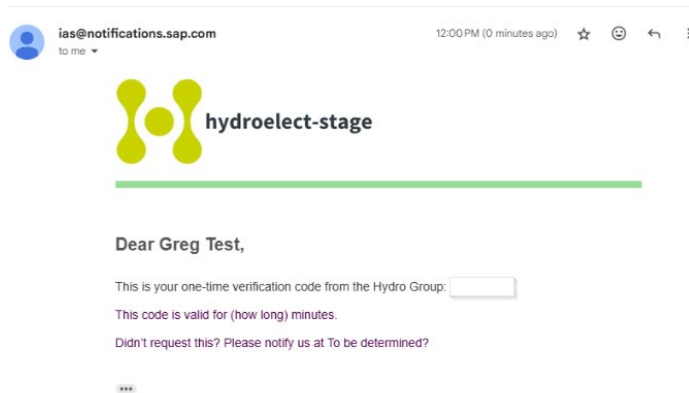 ias@notifications.sap.com
12:00 PM (0 minutes ago)
to me
hydroelect-stage
Dear Greg Test,
This is your one-time verification code from the Hydro Group:
This code is valid for (how long) minutes.
Didn't request this? Please notify us at To be determined?